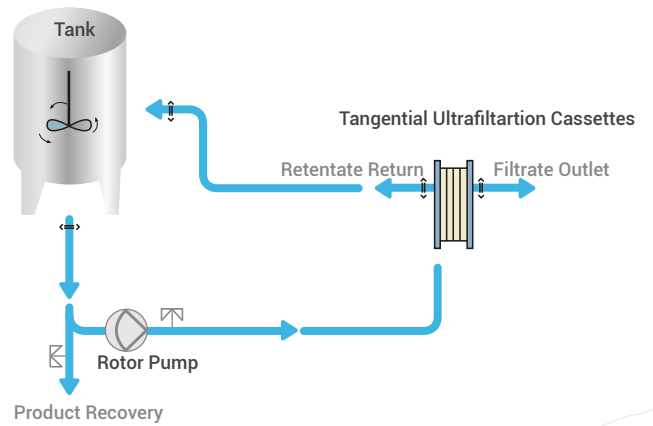 Tank
Tangential Ultrafiltartion Cassettes
Retentate Return
Filtrate Outlet
Rotor Pump
Product Recovery